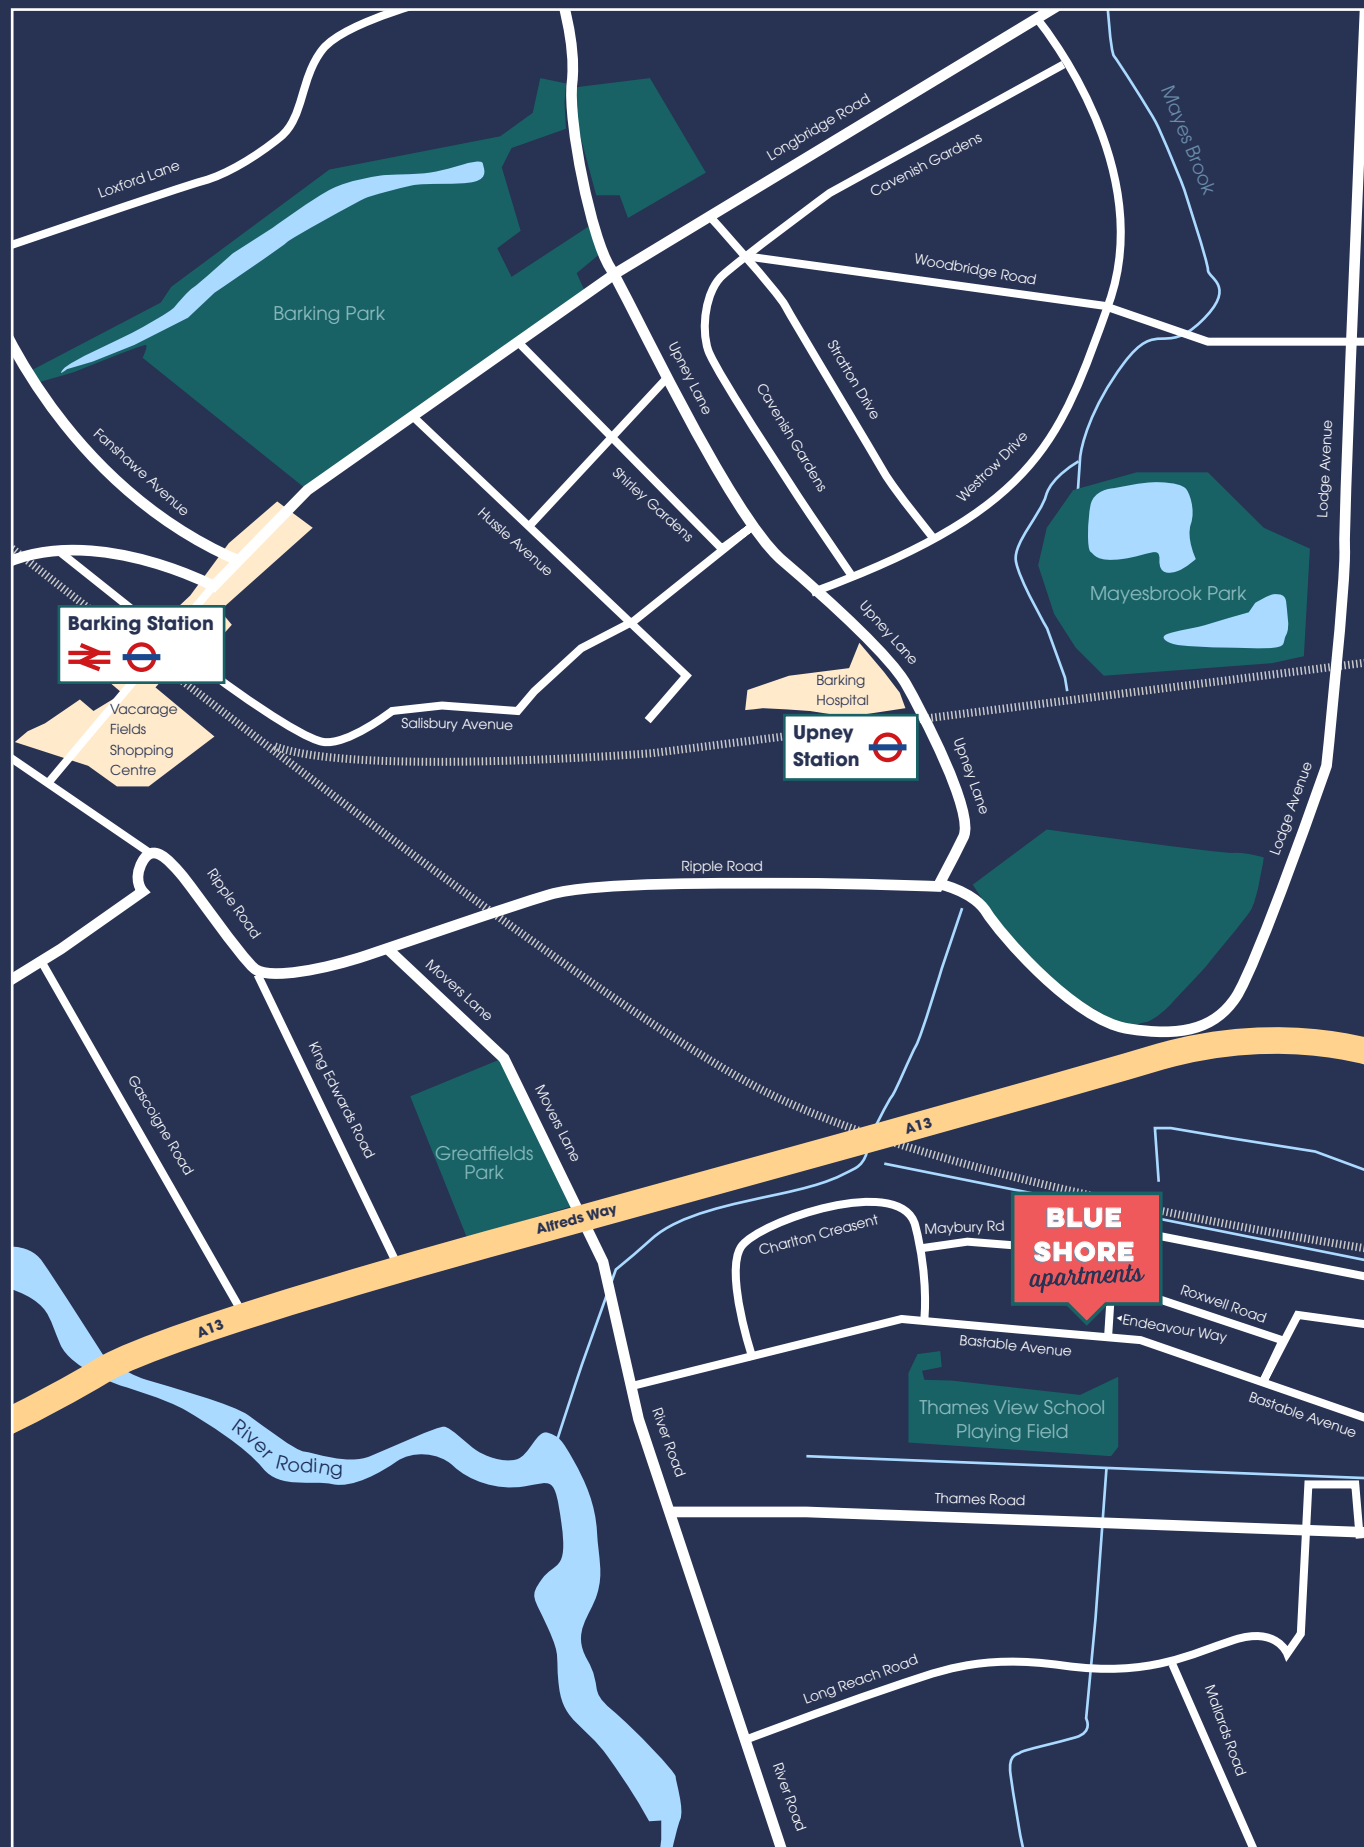 Mayes Brook
Longbridge Road
Cavenish Gardens
Loxford Lane
Woodbridge Road
Barking Park
Upney Lane
Stratton Drive
Cavenish Gardens
Fanshawe Avenue
Westrow Drive
Lodge Avenue
Shirley Gardens
Hussle Avenue
Mayesbrook Park
Barking Station
Upney Lane
Barking
Hospital
Vacarage
Fields
Shopping
Centre
Salisbury Avenue
Upney
Station
Upney Lane
Lodge Avenue
Ripple Road
Ripple Road
Movers Lane
King Edwards Road
Gascoigne Road
Movers Lane
A13
Greatfields
Park
Alfreds Way
Charlton Creasent
Maybury Rd
BLUE
SHORE
apartments
Roxwell Road
Endeavour Way
A13
Bastable Avenue
Bastable Avenue
Thames View School
Playing Field
River Roding
River Road
Thames Road
Long Reach Road
Mallards Road
River Road